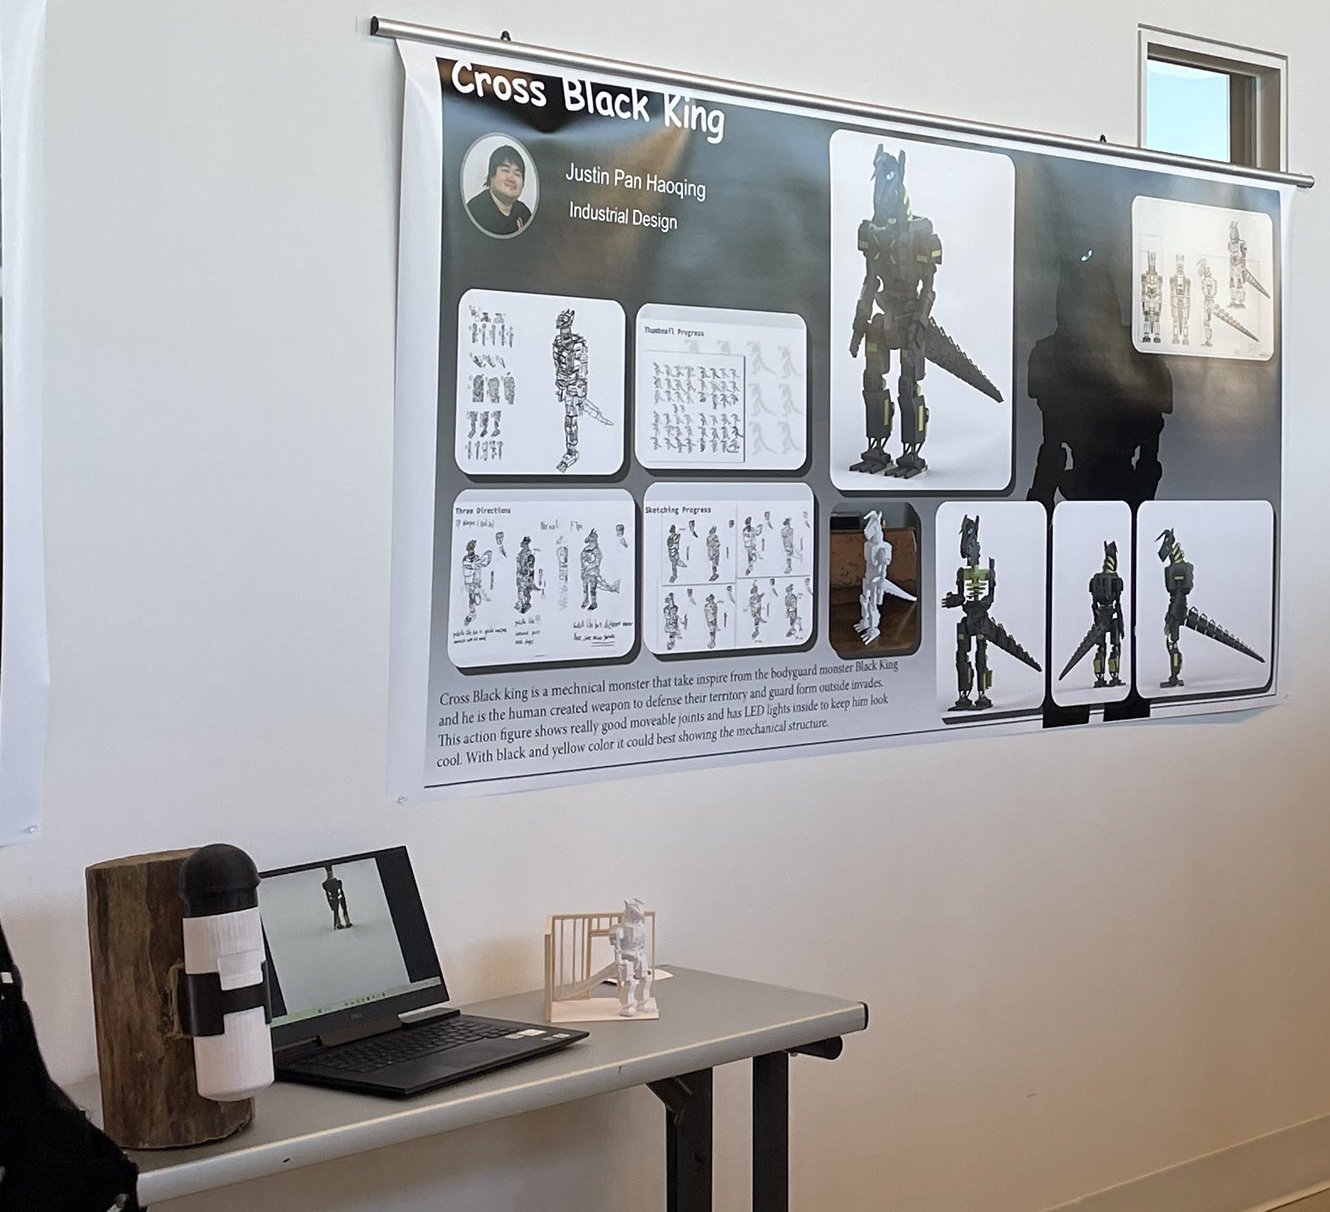 Cross Black King
Justin Pan Haoqing
Industrial Design
Thumbnail Progress
Three Directions
Sketching Progress
Cross Black king is a mechnical monster that take inspire from the bodyguard monster Black King
and he is the human created weapon to defense their territory and guard form outside invades.
This action figure shows really good moveable joints and has LED lights inside to keep him look
cool. With black and yellow color it could best showing the mechanical structure.
DELL